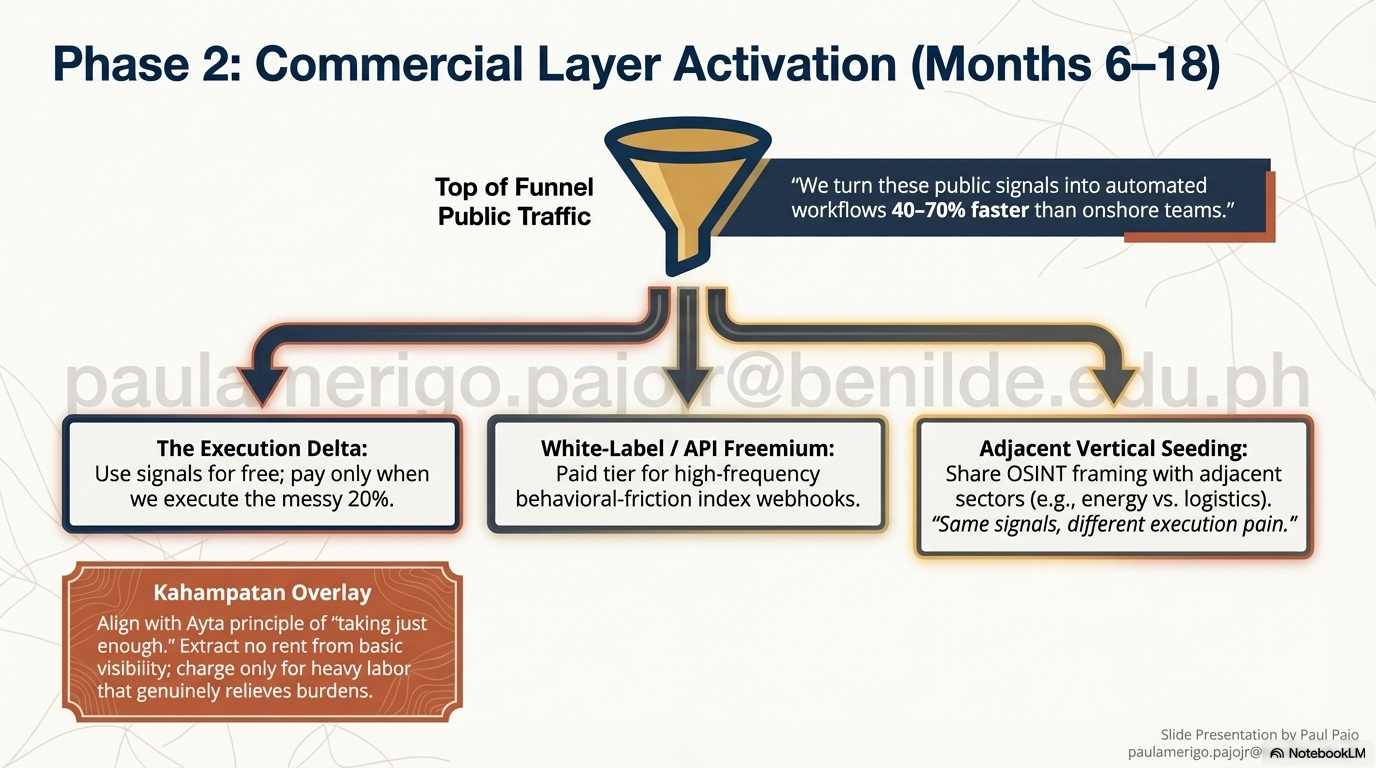 Phase 2: Commercial Layer Activation (Months 6–18)
Top of Funnel
Public Traffic
“We turn these public signals into automated
workflows 40–70% faster than onshore teams.”
paulamerigo.pajojr@benilde.edu.ph
The Execution Delta:
Use signals for free; pay only when
we execute the messy 20%.
White-Label / API Freemium:
Paid tier for high-frequency
behavioral-friction index webhooks.
Adjacent Vertical Seeding:
Share OSINT framing with adjacent
sectors (e.g., energy vs. logistics).
“Same signals, different execution pain.”
Kahampatan Overlay
Align with Ayta principle of “taking just
enough.” Extract no rent from basic
visibility; charge only for heavy labor
that genuinely relieves burdens.
Slide Presentation by Paul Pajo
paulamerigo.pajojr@
NotebookLM